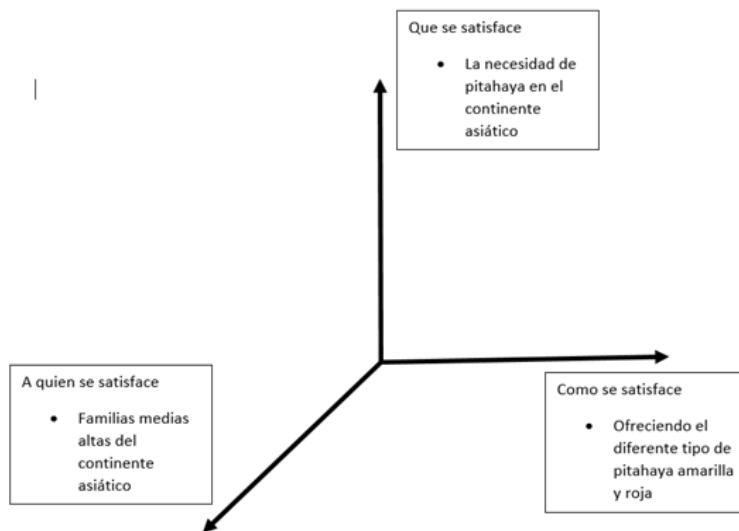 Que se satisface
• La necesidad de
pitahaya en el
continente
asiático
A quien se satisface
• Familias medias
altas del
continente
asiático
Como se satisface
• Ofreciendo el
diferente tipo de
pitahaya amarilla
y roja